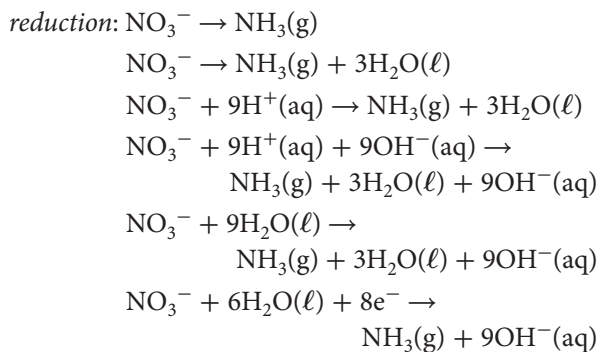 reduction: NO₃⁻ → NH₃(g)
NO₃⁻ → NH₃(g) + 3H₂O(ℓ)
NO₃⁻ + 9H⁺(aq) → NH₃(g) + 3H₂O(ℓ)
NO₃⁻ + 9H⁺(aq) + 9OH⁻(aq) →
NH₃(g) + 3H₂O(ℓ) + 9OH⁻(aq)
NO₃⁻ + 9H₂O(ℓ) →
NH₃(g) + 3H₂O(ℓ) + 9OH⁻(aq)
NO₃⁻ + 6H₂O(ℓ) + 8e⁻ →
NH₃(g) + 9OH⁻(aq)